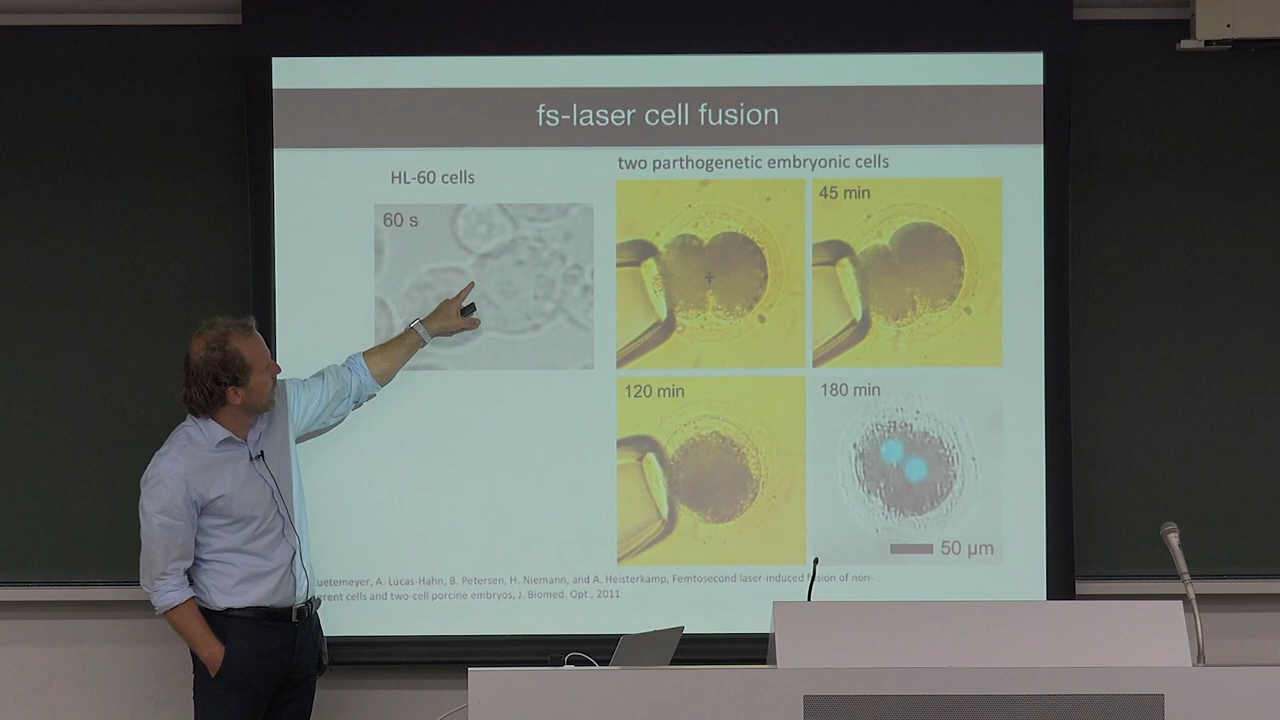 fs-laser cell fusion
HL-60 cells
60 s
two parthogenetic embryonic cells
45 min
120 min
180 min
50 µm
A. Lucas-Hahn, B. Petersen, H. Niemann, and A. Heisterkamp, Femtosecond laser-induced fusion of non-
cells and two-cell porcine embryos, J. Biomed. Opt., 2011